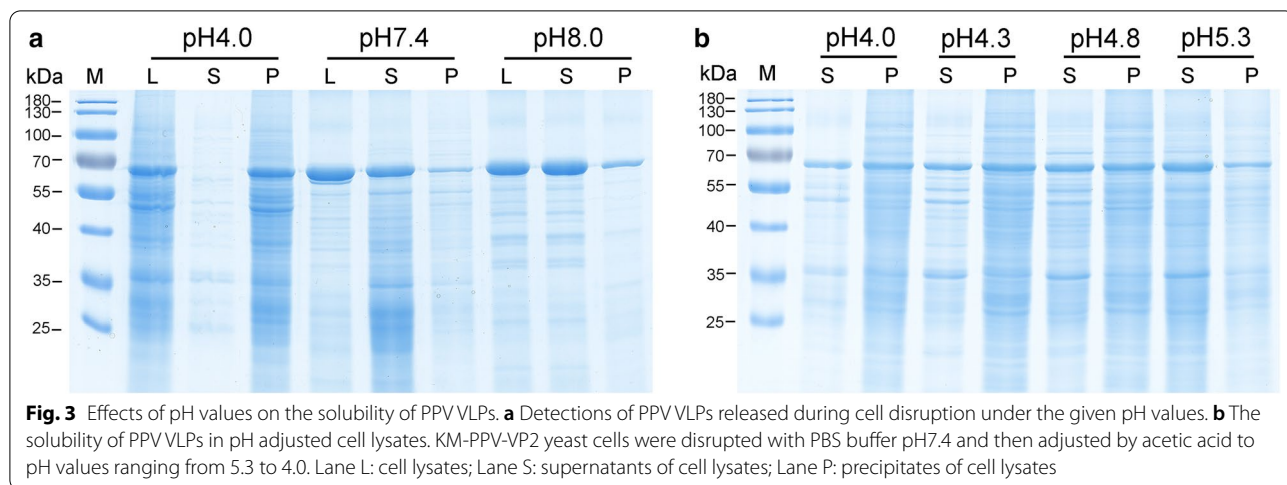 a pH4.0 pH7.4 pH8.0
kDa M L S P L S P L S P
180–
130–
100–
70–
55–
40–
35–
25–
b pH4.0 pH4.3 pH4.8 pH5.3
kDa M S P S P S P S P
180–
130–
100–
70–
55–
40–
35–
25–
Fig. 3 Effects of pH values on the solubility of PPV VLPs. a Detections of PPV VLPs released during cell disruption under the given pH values. b The
solubility of PPV VLPs in pH adjusted cell lysates. KM-PPV-VP2 yeast cells were disrupted with PBS buffer pH7.4 and then adjusted by acetic acid to
pH values ranging from 5.3 to 4.0. Lane L: cell lysates; Lane S: supernatants of cell lysates; Lane P: precipitates of cell lysates